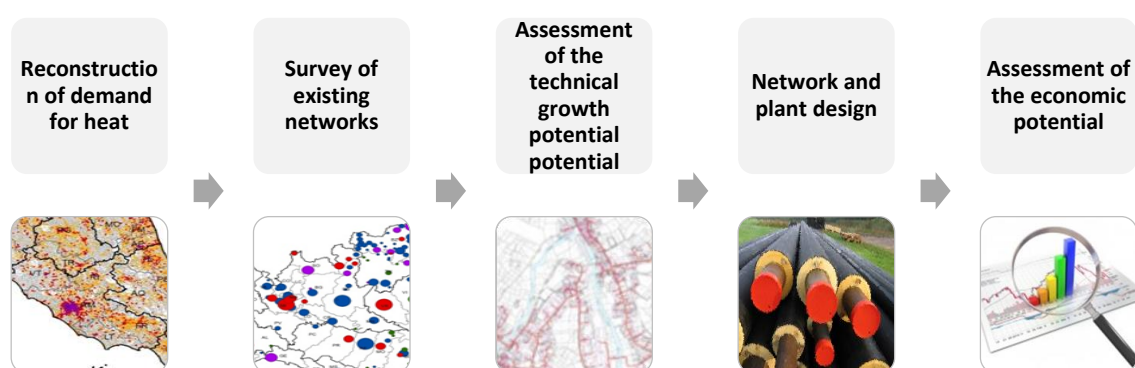 Reconstructio
n of demand
for heat
Survey of
existing
networks
Assessment
of the
technical
growth
potential
potential
Network and
plant design
Assessment of
the economic
potential